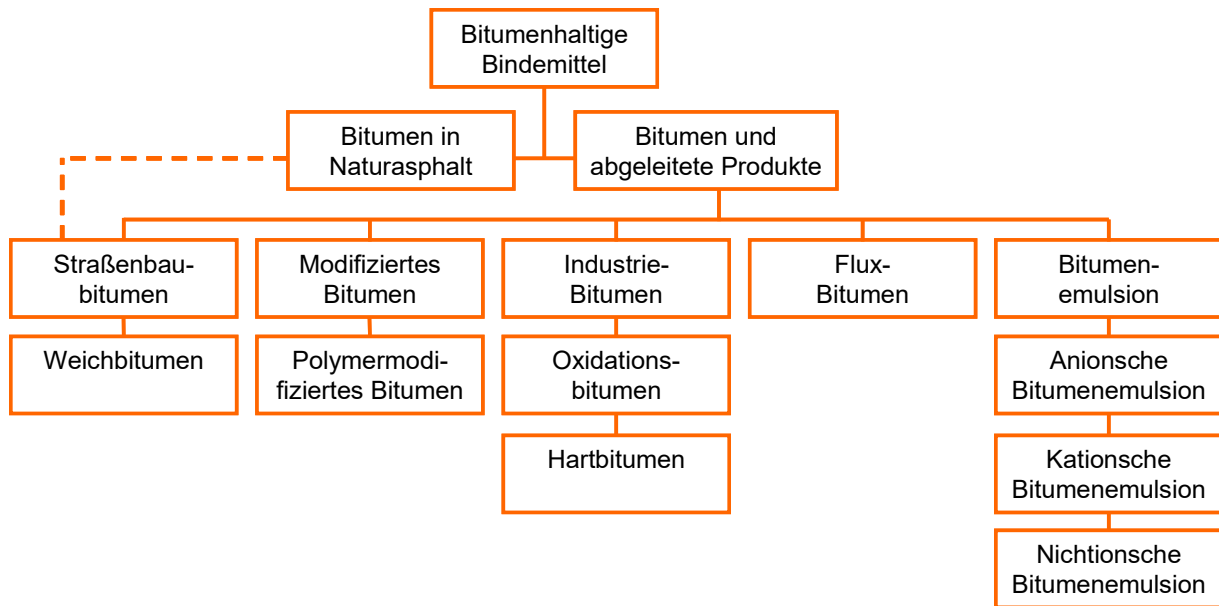 Bitumenhaltige
Bindemittel
Bitumen in
Naturasphalt
Bitumen und
abgeleitete Produkte
Straßenbau-
bitumen
Modifiziertes
Bitumen
Industrie-
Bitumen
Flux-
Bitumen
Bitumen-
emulsion
Weichbitumen
Polymermodi-
fiziertes Bitumen
Oxidations-
bitumen
Anionsche
Bitumenemulsion
Hartbitumen
Kationsche
Bitumenemulsion
Nichtionsche
Bitumenemulsion